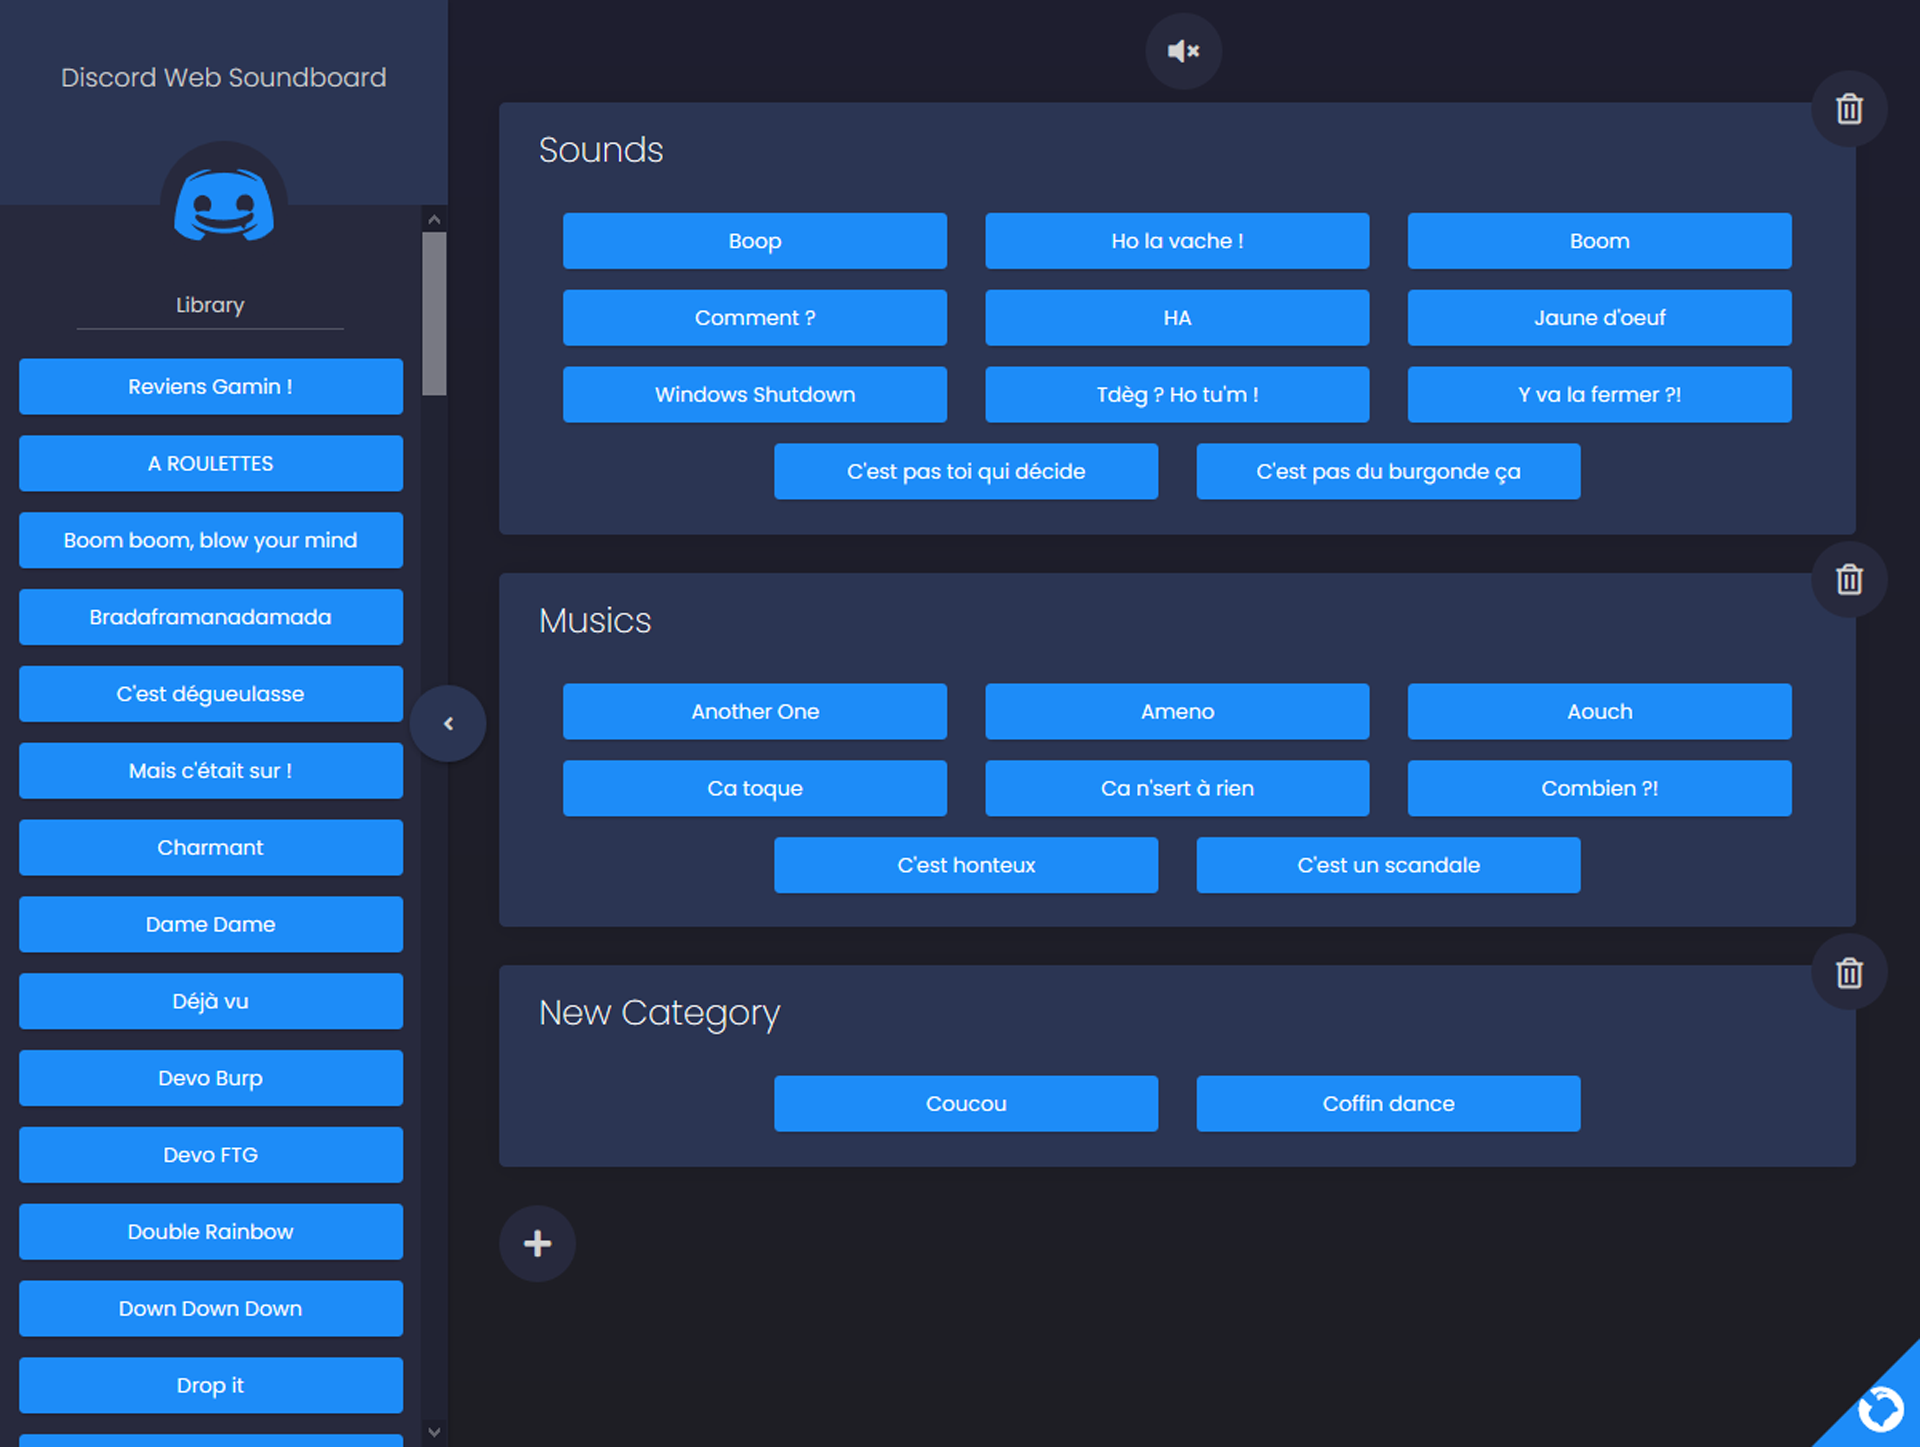 Discord Web Soundboard
Library
Reviens Gamin !
A ROULETTES
Boom boom, blow your mind
Bradaframanadamada
C'est dégueulasse
Mais c'était sur !
Charmant
Dame Dame
Déjà vu
Devo Burp
Devo FTG
Double Rainbow
Down Down Down
Drop it
Sounds
Boop
Ho la vache !
Boom
Comment ?
HA
Jaune d'oeuf
Windows Shutdown
Tdèg ? Ho tu'm !
Y va la fermer ?!
C'est pas toi qui décide
C'est pas du burgonde ça
Musics
Another One
Ameno
Aouch
Ca toque
Ca n'sert à rien
Combien ?!
C'est honteux
C'est un scandale
New Category
Coucou
Coffin dance